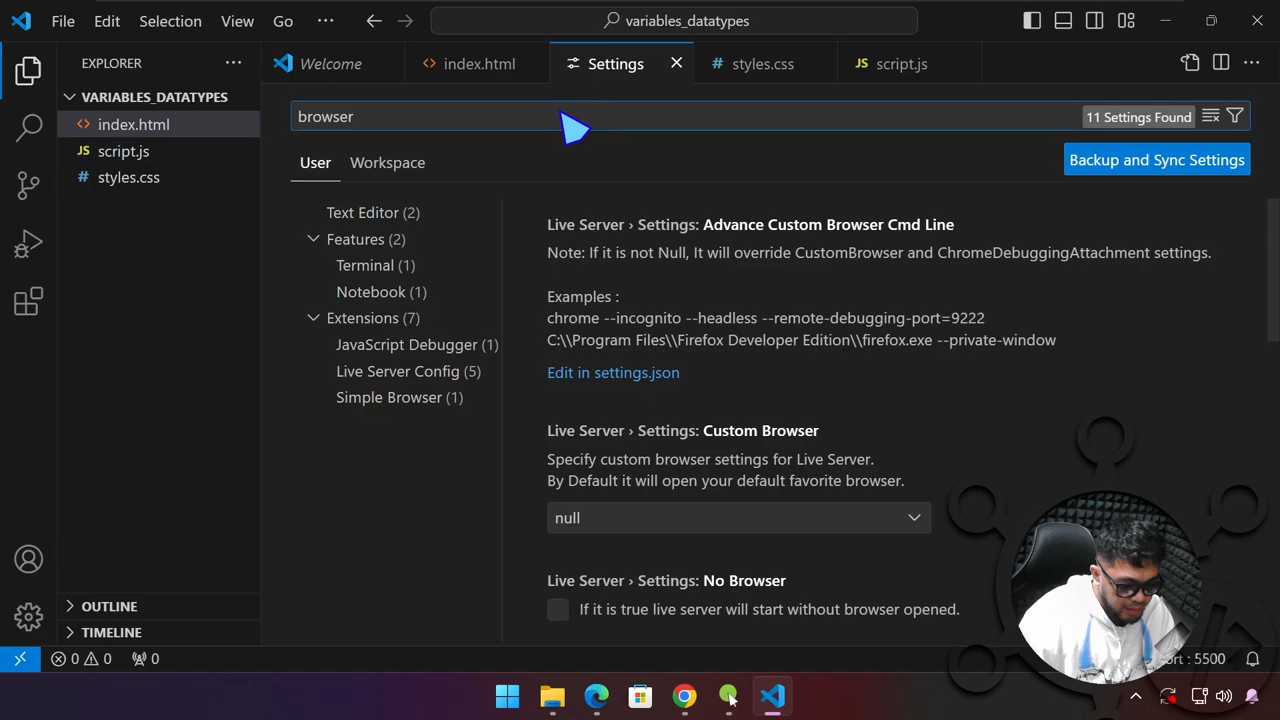 File Edit Selection View Go ··· variables_datatypes
EXPLORER ···
VARIABLES_DATATYPES
<> index.html
JS script.js
# styles.css
OUTLINE
TIMELINE
Welcome
<> index.html
Settings
# styles.css
JS script.js
browser
11 Settings Found
User Workspace
Backup and Sync Settings
Text Editor (2)
Features (2)
Terminal (1)
Notebook (1)
Extensions (7)
JavaScript Debugger (1)
Live Server Config (5)
Simple Browser (1)
Live Server › Settings: Advance Custom Browser Cmd Line
Note: If it is not Null, It will override CustomBrowser and ChromeDebuggingAttachment settings.
Examples :
chrome --incognito --headless --remote-debugging-port=9222
C:\\Program Files\\Firefox Developer Edition\\firefox.exe --private-window
Edit in settings.json
Live Server › Settings: Custom Browser
Specify custom browser settings for Live Server.
By Default it will open your default favorite browser.
null
Live Server › Settings: No Browser
If it is true live server will start without browser opened.
0 0 0
: 5500